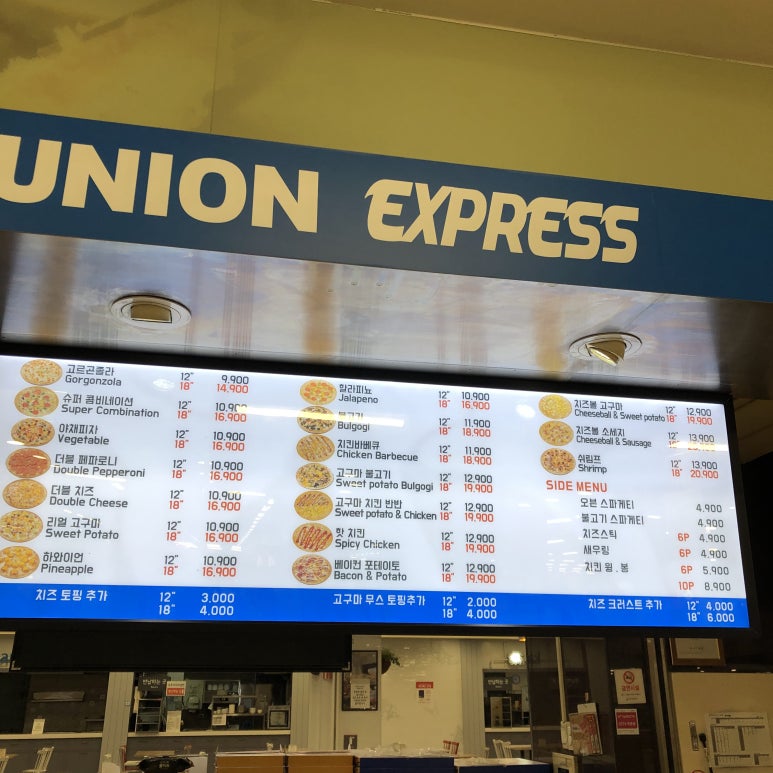 UNION EXPRESS
고르곤졸라 12" 9,900
Gorgonzola 18" 14,900
슈퍼 콤비네이션 12" 10,900
Super Combination 18" 16,900
야채피자 12" 10,900
Vegetable 18" 16,900
더블 페파로니 12" 10,900
Double Pepperoni 18" 16,900
더블 치즈 12" 10,900
Double Cheese 18" 16,900
리얼 고구마 12" 10,900
Sweet Potato 18" 16,900
하와이언 12" 10,900
Pineapple 18" 16,900
치즈 토핑 추가 12" 3,000
18" 4,000
할라피뇨 12" 10,900
Jalapeno 18" 16,900
불고기 12" 11,900
Bulgogi 18" 18,900
치킨바베큐 12" 11,900
Chicken Barbecue 18" 18,900
고구마 불고기 12" 12,900
Sweet potato Bulgogi 18" 19,900
고구마 치킨 반반 12" 12,900
Sweet potato & Chicken 18" 19,900
핫 치킨 12" 12,900
Spicy Chicken 18" 19,900
베이컨 포테이토 12" 12,900
Bacon & Potato 18" 19,900
고구마 무스 토핑추가 12" 2,000
18" 4,000
치즈볼 고구마 12" 12,900
Cheeseball & Sweet potato 18" 19,900
치즈볼 소세지 12" 13,900
Cheeseball & Sausage 18"
쉬림프 12" 13,900
Shrimp 18" 20,900
SIDE MENU
오븐 스파게티 4,900
불고기 스파게티 4,900
치즈스틱 6P 4,900
새우링 6P 4,900
치킨 윙.봉 6P 5,900
10P 8,900
치즈 크러스트 추가 12" 4,000
18" 6,000